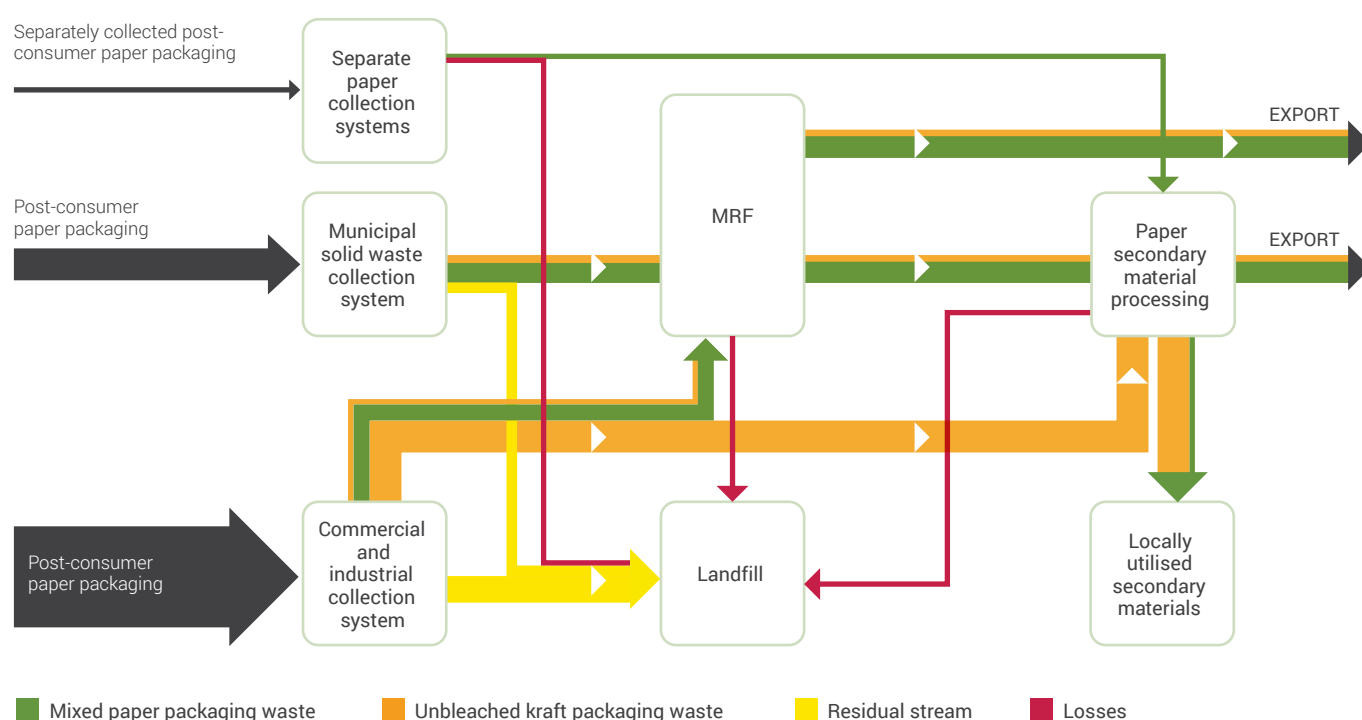 Separately collected post-
consumer paper packaging
Separate
paper
collection
systems
EXPORT
Post-consumer
paper packaging
Municipal
solid waste
collection
system
MRF
Paper
secondary
material
processing
EXPORT
Post-consumer
paper packaging
Commercial
and
industrial
collection
system
Landfill
Locally
utilised
secondary
materials
Mixed paper packaging waste
Unbleached kraft packaging waste
Residual stream
Losses